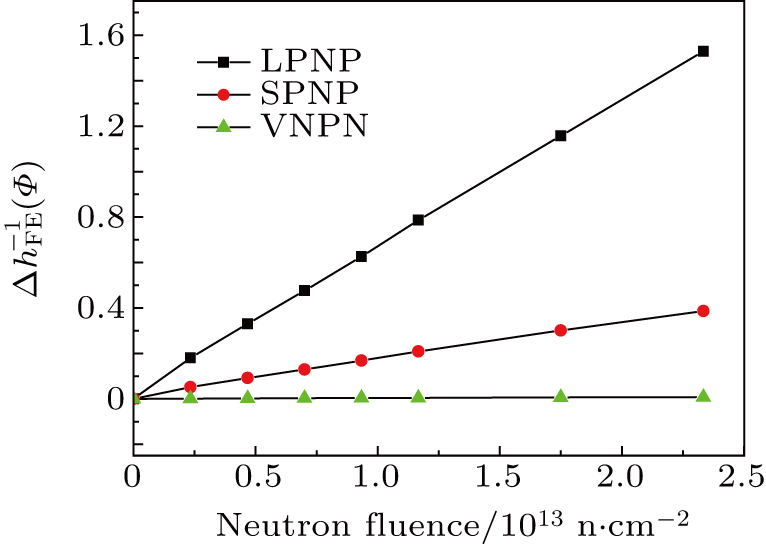 LPNP
SPNP
VNPN
1.6
1.2
0.8
0.4
0
Δh⁻¹FE(Φ)
0 0.5 1.0 1.5 2.0 2.5
Neutron fluence/10¹³ n·cm⁻²